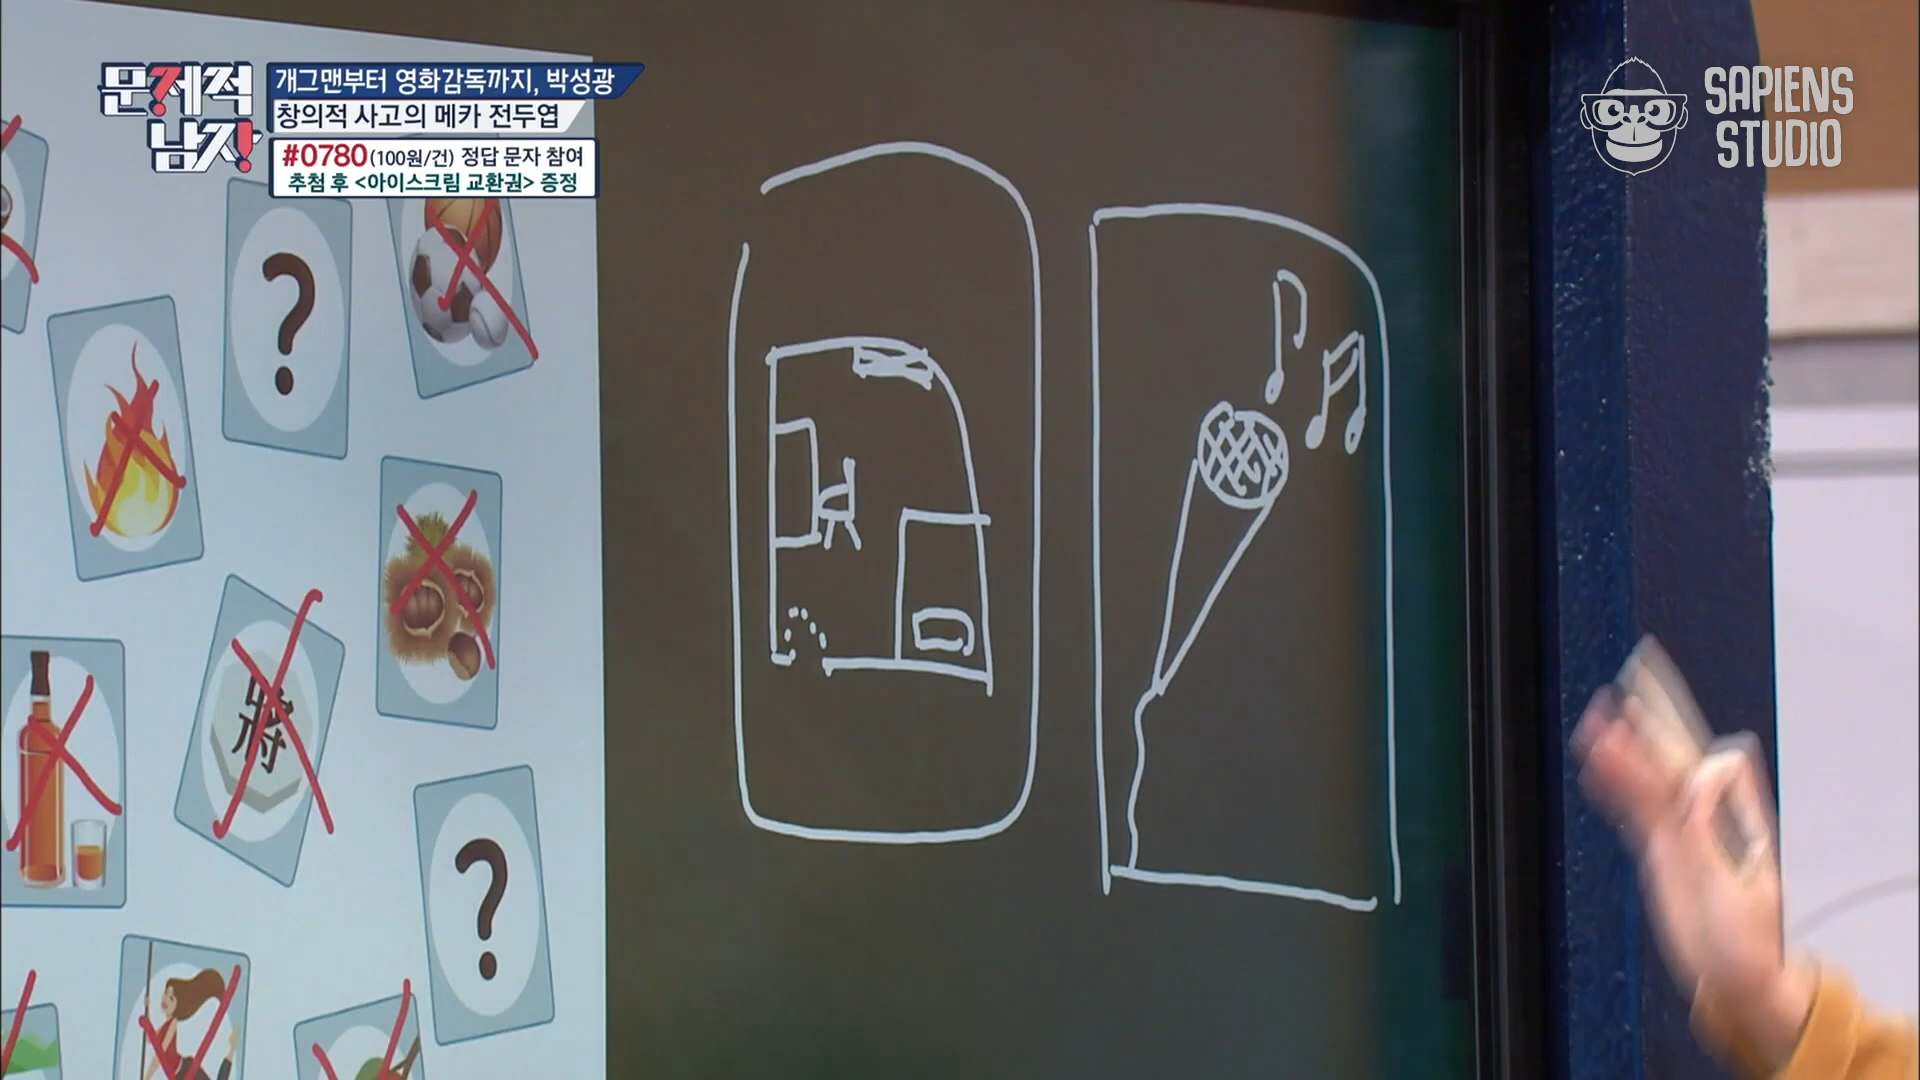 문제적
남자
개그맨부터 영화감독까지, 박성광
창의적 사고의 메카 전두엽
#0780(100원/건) 정답 문자 참여
추첨 후 <아이스크림 교환권> 증정
SAPIENS
STUDIO
?
將
?